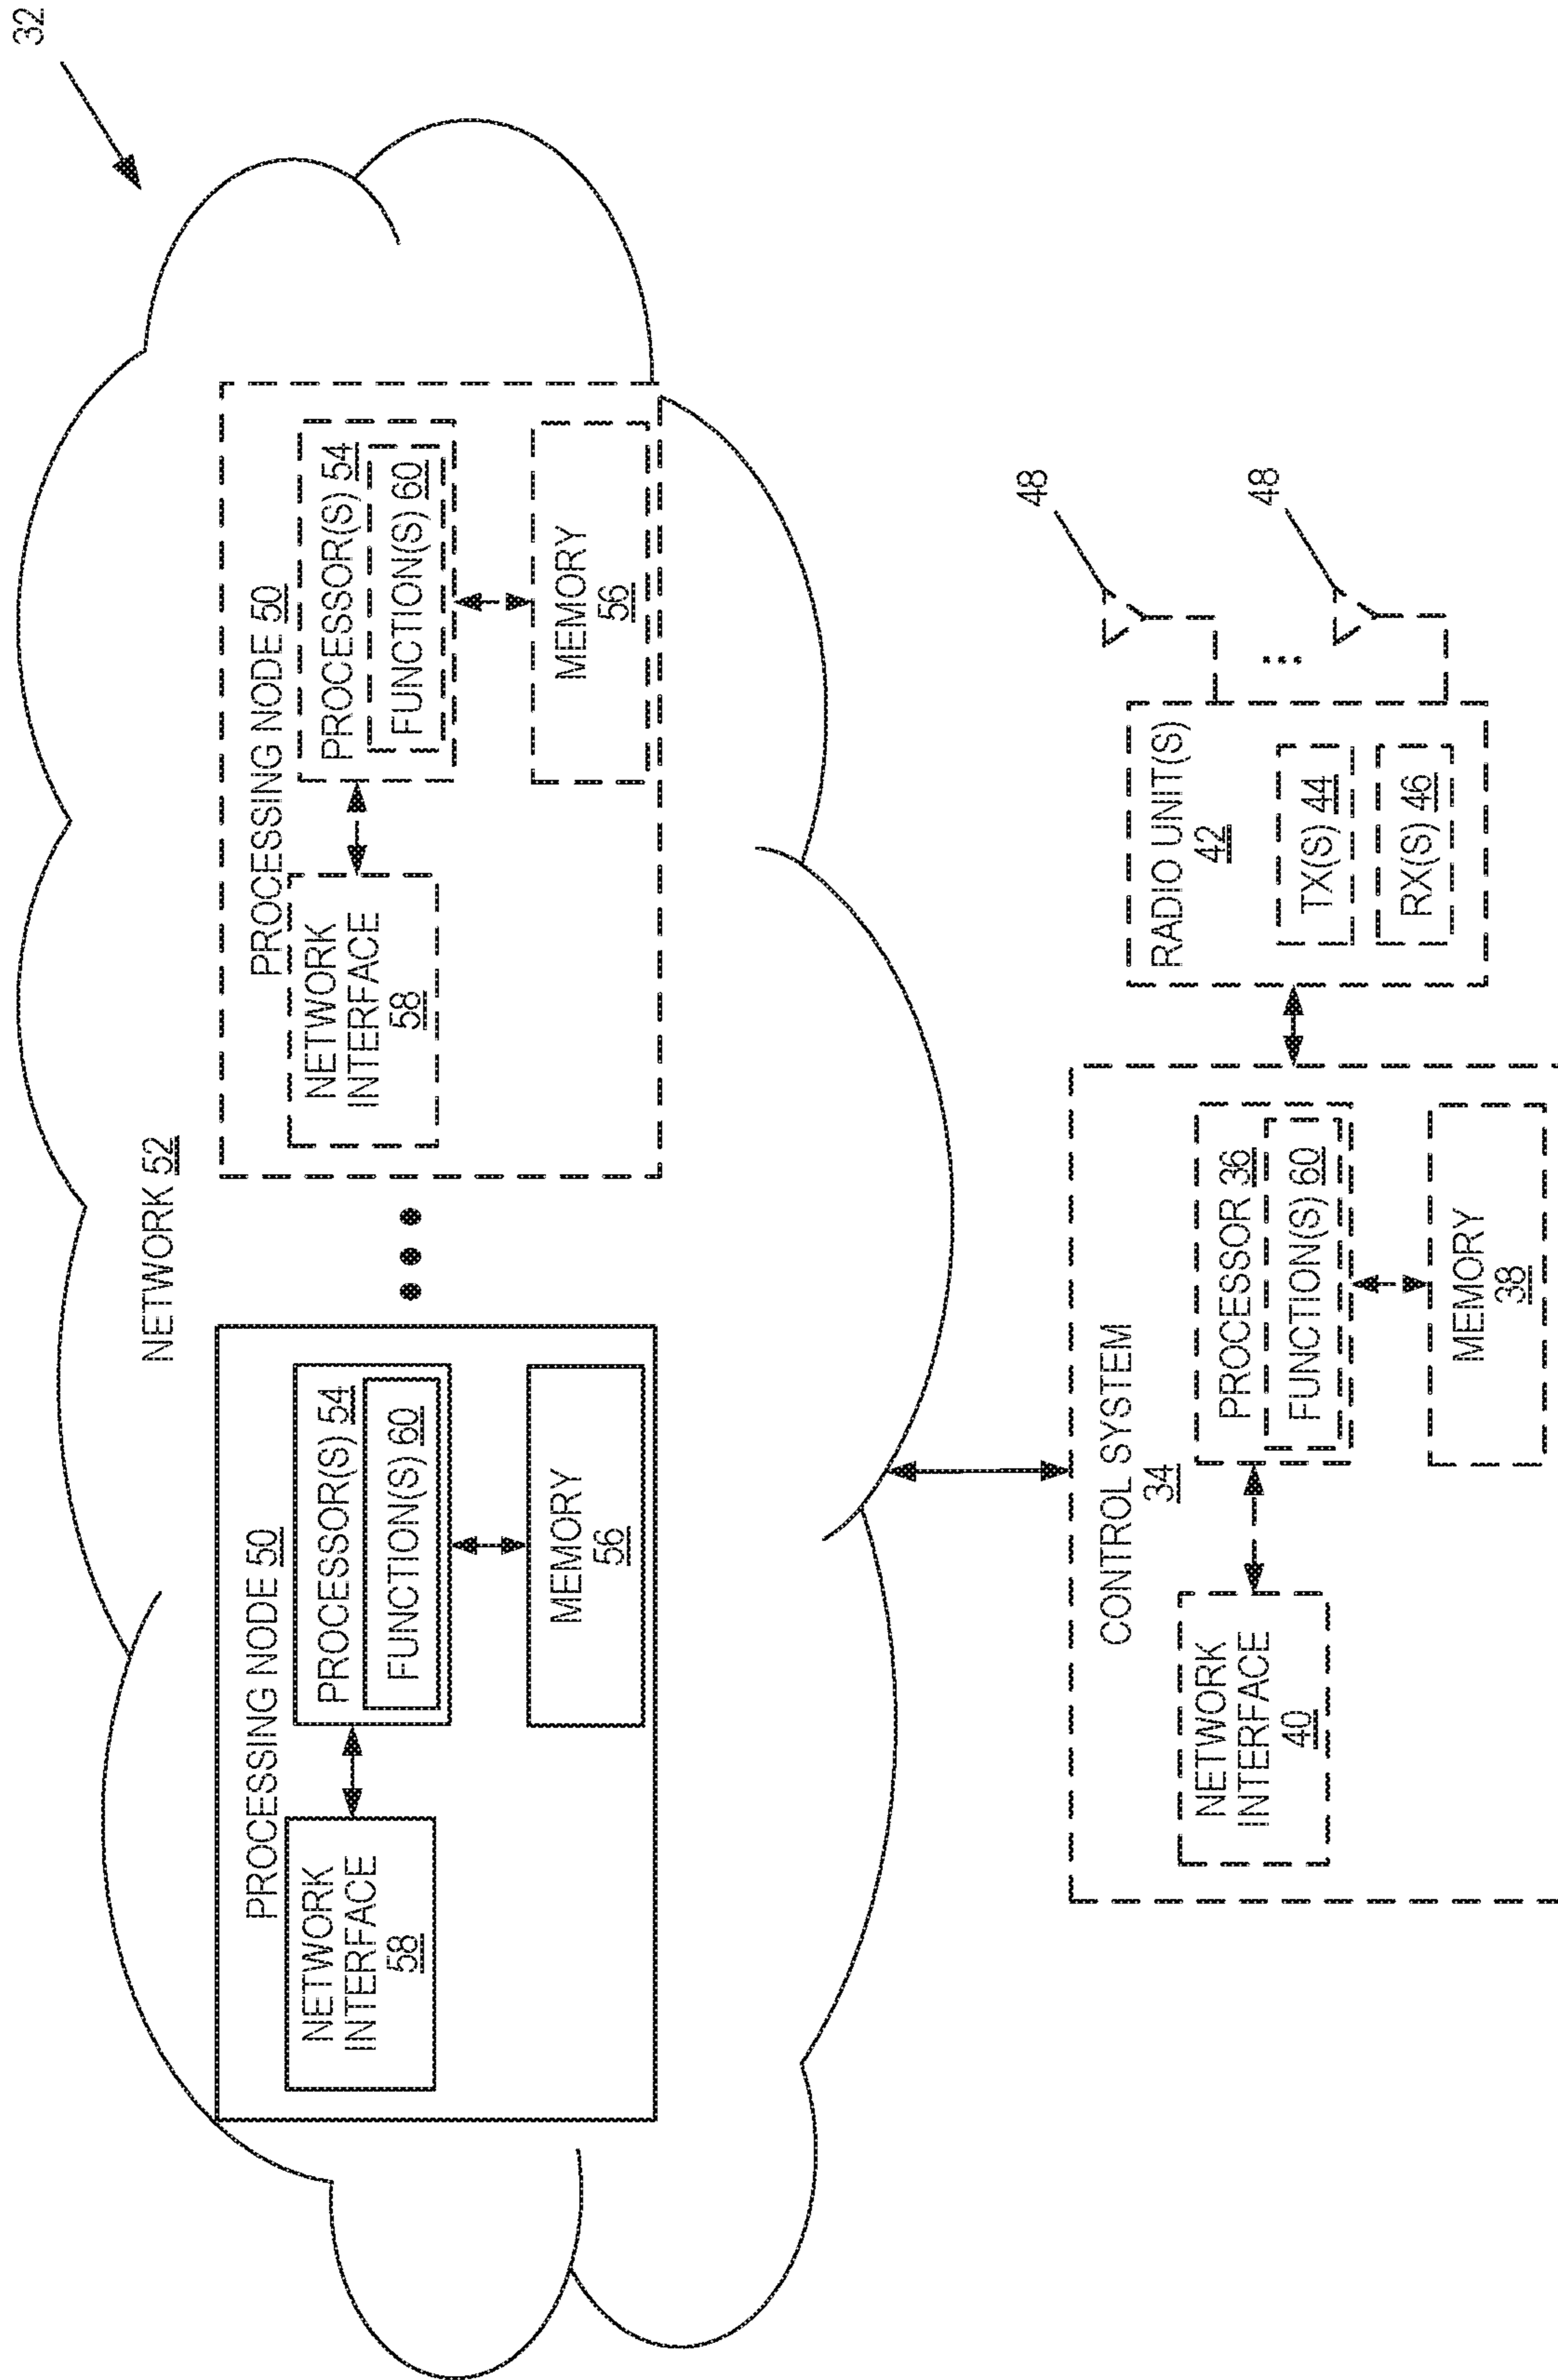 32
NETWORK 52
PROCESSING NODE 50
NETWORK
INTERFACE
58
PROCESSOR(S) 54
FUNCTION(S) 60
MEMORY
56
PROCESSING NODE 50
NETWORK
INTERFACE
58
PROCESSOR(S) 54
FUNCTION(S) 60
MEMORY
56
CONTROL SYSTEM
34
NETWORK
INTERFACE
40
PROCESSOR 36
FUNCTION(S) 60
MEMORY
38
RADIO UNIT(S)
42
TX(S) 44
RX(S) 46
48
48